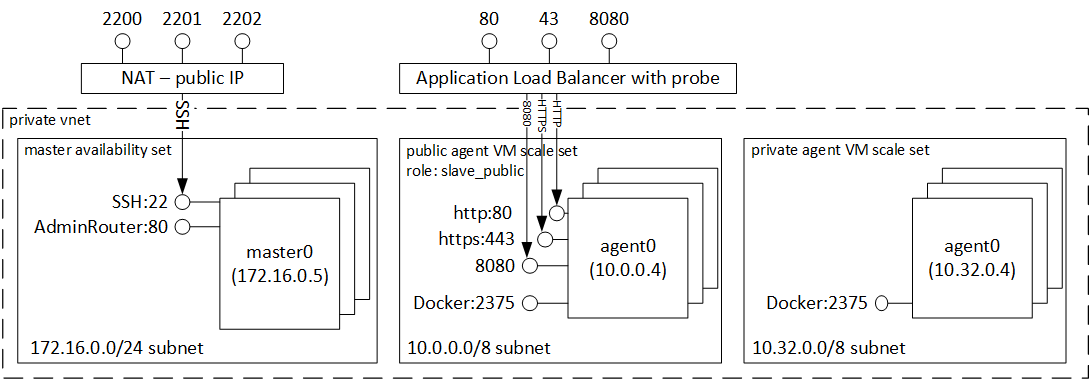 2200 2201 2202
80 43 8080
NAT – public IP
Application Load Balancer with probe
SSH
8080
HTTPS
HTTP
private vnet
master availability set
SSH:22
AdminRouter:80
master0
(172.16.0.5)
172.16.0.0/24 subnet
public agent VM scale set
role: slave_public
http:80
https:443
8080
Docker:2375
agent0
(10.0.0.4)
10.0.0.0/8 subnet
private agent VM scale set
agent0
(10.32.0.4)
Docker:2375
10.32.0.0/8 subnet